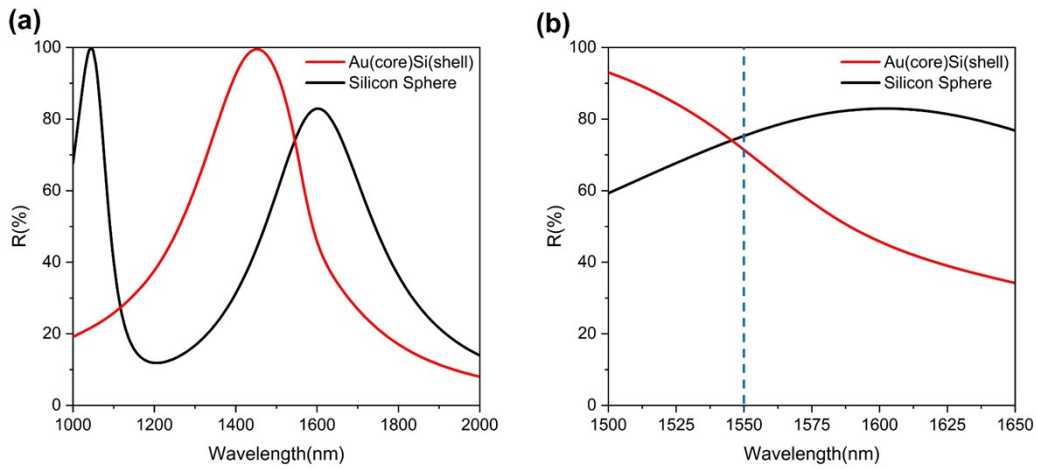 (a)
100
80
60
40
20
0
R(%)
Au(core)Si(shell)
Silicon Sphere
1000 1200 1400 1600 1800 2000
Wavelength(nm)
(b)
100
80
60
40
20
0
R(%)
Au(core)Si(shell)
Silicon Sphere
1500 1525 1550 1575 1600 1625 1650
Wavelength(nm)